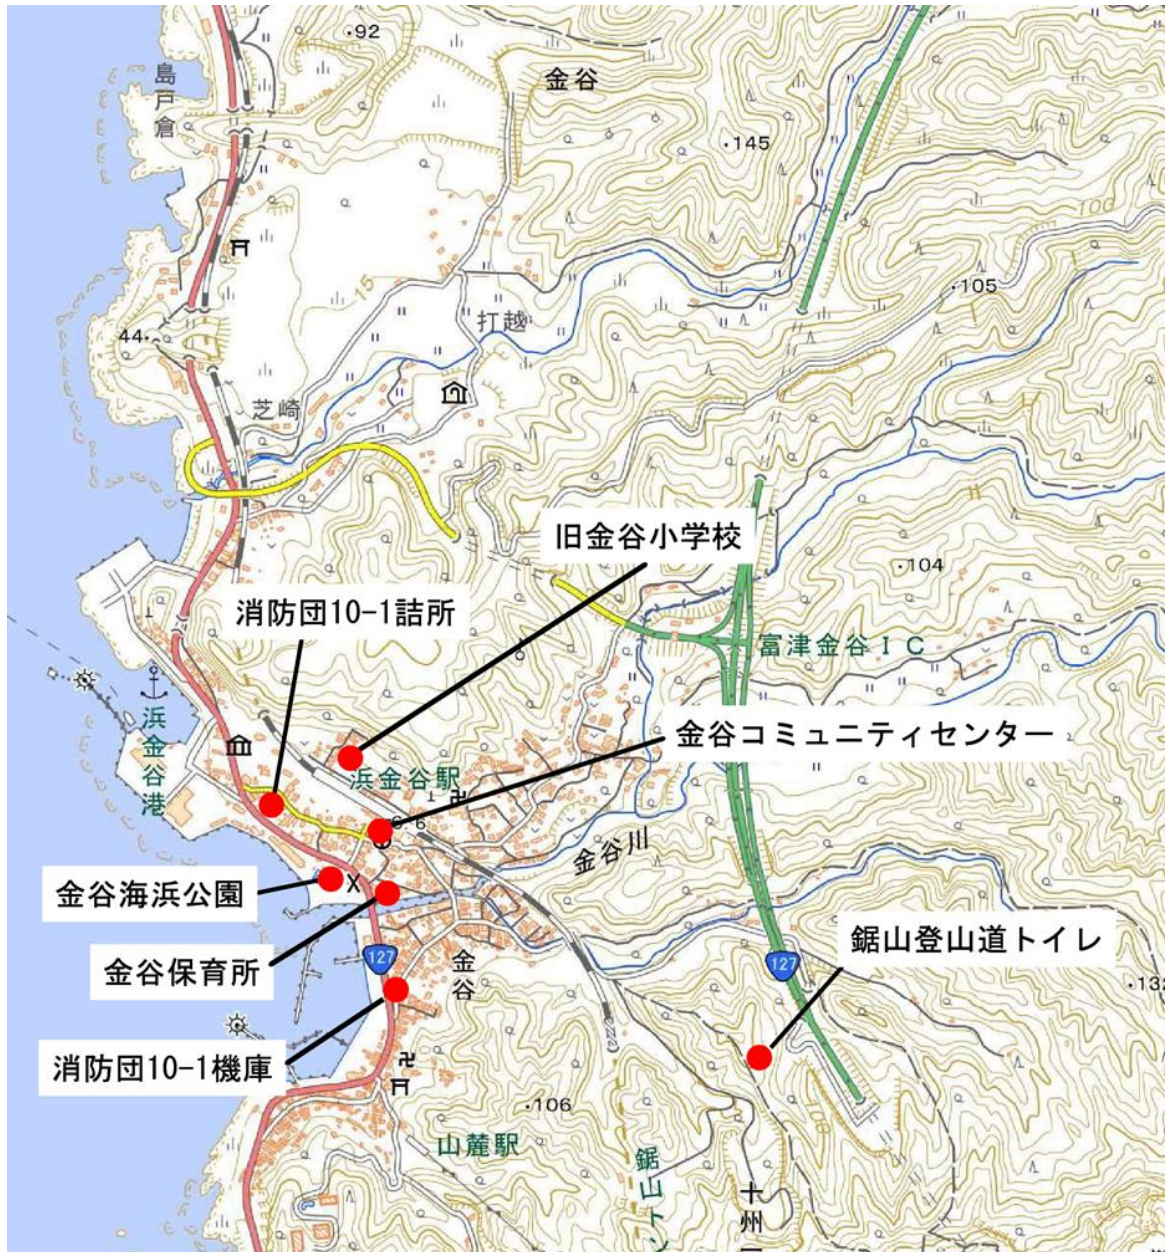 92
金谷
島戸倉
145
100
105
15
打越
44
芝崎
旧金谷小学校
104
消防団10-1詰所
富津金谷IC
浜金谷港
金谷コミュニティセンター
浜金谷駅
6.6
金谷川
金谷海浜公園
鋸山登山道トイレ
金谷保育所
127
127
金谷
132
消防団10-1機庫
106
100
山麓駅
鋸山
十州